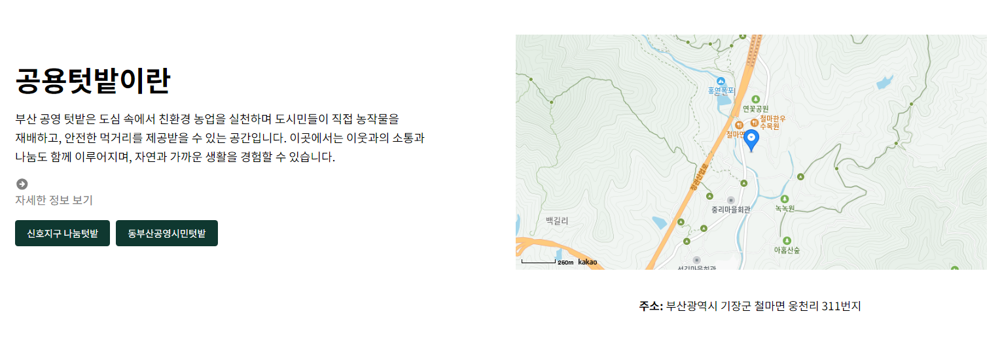 공용텃밭이란
부산 공영 텃밭은 도심 속에서 친환경 농업을 실천하며 도시민들이 직접 농작물을
재배하고, 안전한 먹거리를 제공받을 수 있는 공간입니다. 이곳에서는 이웃과의 소통과
나눔도 함께 이루어지며, 자연과 가까운 생활을 경험할 수 있습니다.
자세한 정보 보기
신호지구 나눔텃밭
동부산공영시민텃밭
홍연폭포
연꽃공원
철마한우
수목원
정관산업로
중리마을회관
녹녹원
백길리
아홉산숲
250m
kakao
주소: 부산광역시 기장군 철마면 웅천리 311번지